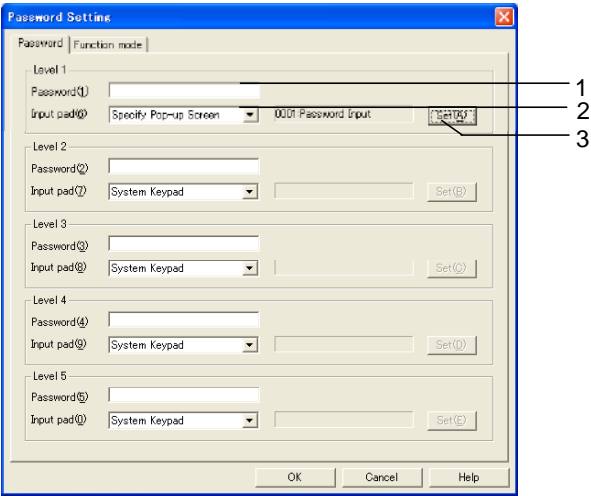 Password Setting
Password Function mode
Level 1
Password(1) 1
Input pad(6) Specify Pop-up Screen 0001:Password Input Set(A) 2
3
Level 2
Password(2)
Input pad(7) System Keypad Set(B)
Level 3
Password(3)
Input pad(8) System Keypad Set(C)
Level 4
Password(4)
Input pad(9) System Keypad Set(D)
Level 5
Password(5)
Input pad(0) System Keypad Set(E)
OK Cancel Help